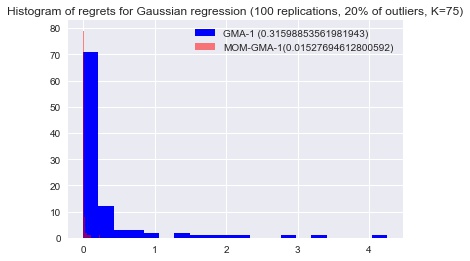 Histogram of regrets for Gaussian regression (100 replications, 20% of outliers, K=75)
GMA-1 (0.31598853561981943)
MOM-GMA-1(0.01527694612800592)
80
70
60
50
40
30
20
10
0
0 1 2 3 4